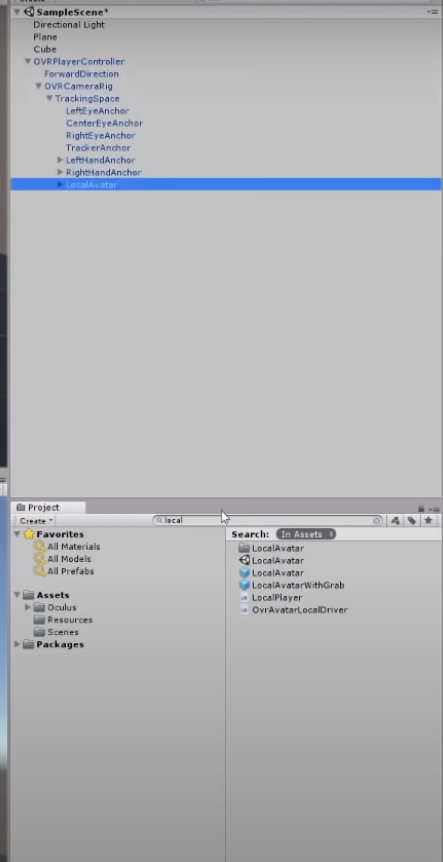 SampleScene*
Directional Light
Plane
Cube
OVRPlayerController
ForwardDirection
OVRCameraRig
TrackingSpace
LeftEyeAnchor
CenterEyeAnchor
RightEyeAnchor
TrackerAnchor
LeftHandAnchor
RightHandAnchor
LocalAvatar
Project
Create
local
Favorites
All Materials
All Models
All Prefabs
Assets
Oculus
Resources
Scenes
Packages
Search: In Assets
LocalAvatar
LocalAvatar
LocalAvatar
LocalAvatarWithGrab
LocalPlayer
OvrAvatarLocalDriver